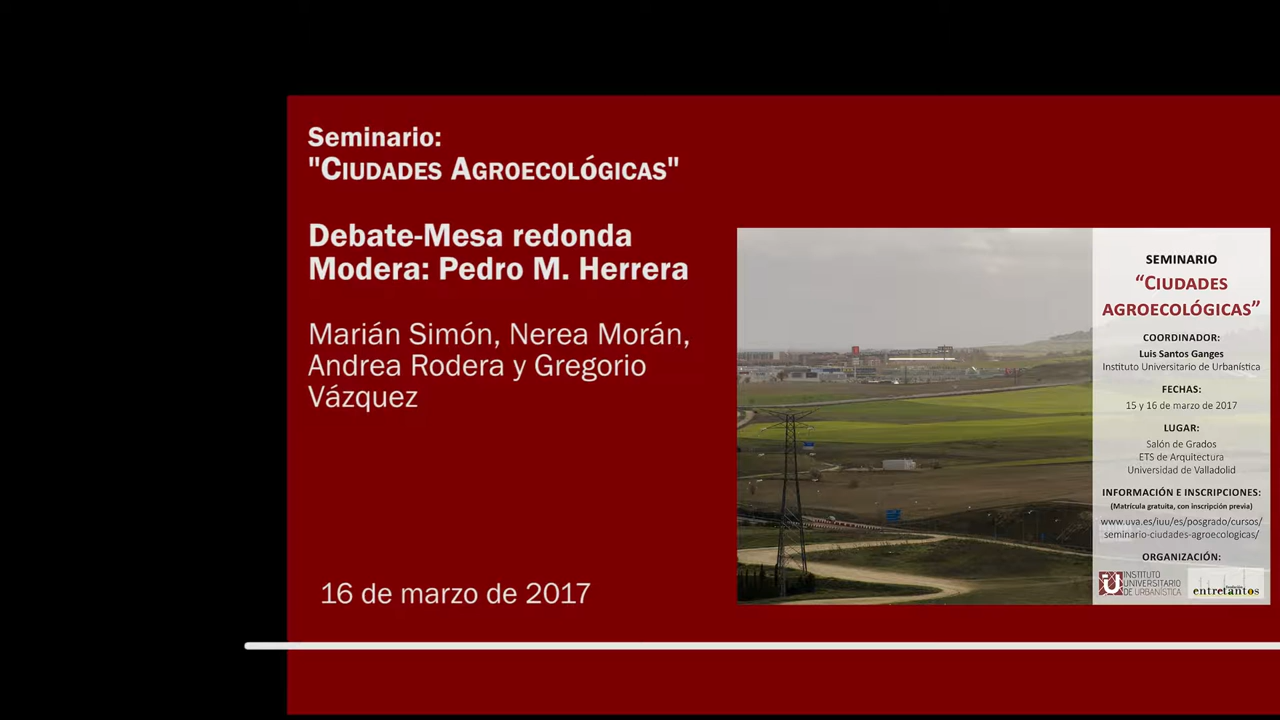 Seminario:
"CIUDADES AGROECOLÓGICAS"
Debate-Mesa redonda
Modera: Pedro M. Herrera
Marián Simón, Nerea Morán,
Andrea Rodera y Gregorio
Vázquez
16 de marzo de 2017
SEMINARIO
“CIUDADES
AGROECOLÓGICAS”
COORDINADOR:
Luis Santos Ganges
Instituto Universitario de Urbanística
FECHAS:
15 y 16 de marzo de 2017
LUGAR:
Salón de Grados
ETS de Arquitectura
Universidad de Valladolid
INFORMACIÓN E INSCRIPCIONES:
(Matrícula gratuita, con inscripción previa)
www.uva.es/iuu/es/posgrado/cursos/
seminario-ciudades-agroecologicas/
ORGANIZACIÓN:
INSTITUTO
UNIVERSITARIO
DE URBANÍSTICA
entretantos